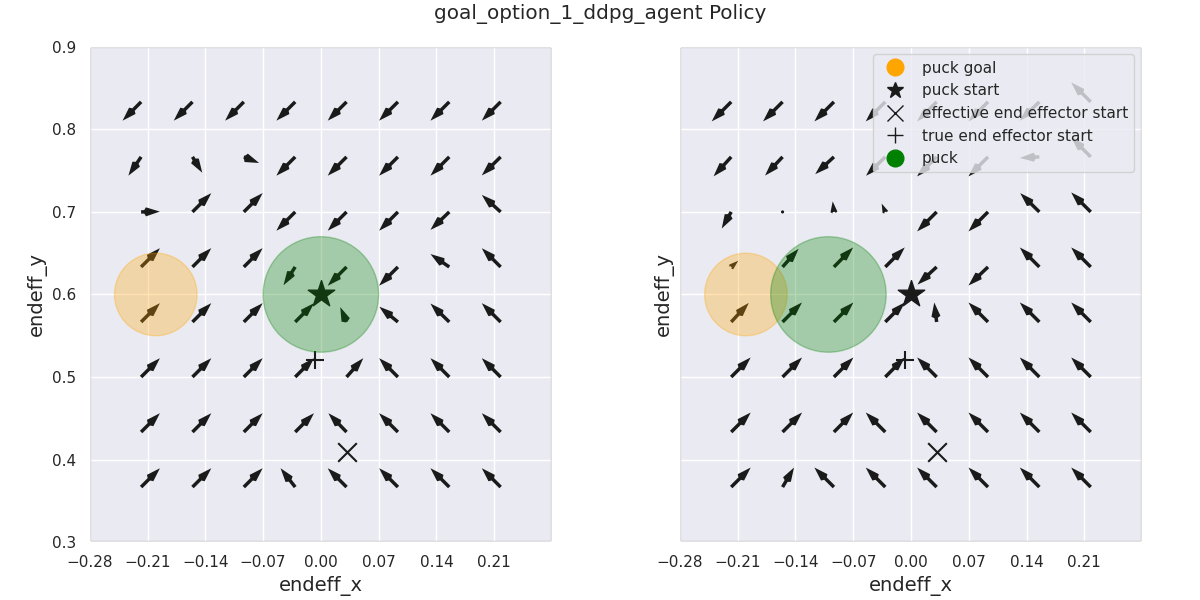 goal_option_1_ddpg_agent Policy
0.9
0.8
0.7
0.6
0.5
0.4
0.3
endeff_y
−0.28 −0.21 −0.14 −0.07 0.00 0.07 0.14 0.21
endeff_x
puck goal
puck start
effective end effector start
true end effector start
puck
endeff_y
−0.28 −0.21 −0.14 −0.07 0.00 0.07 0.14 0.21
endeff_x